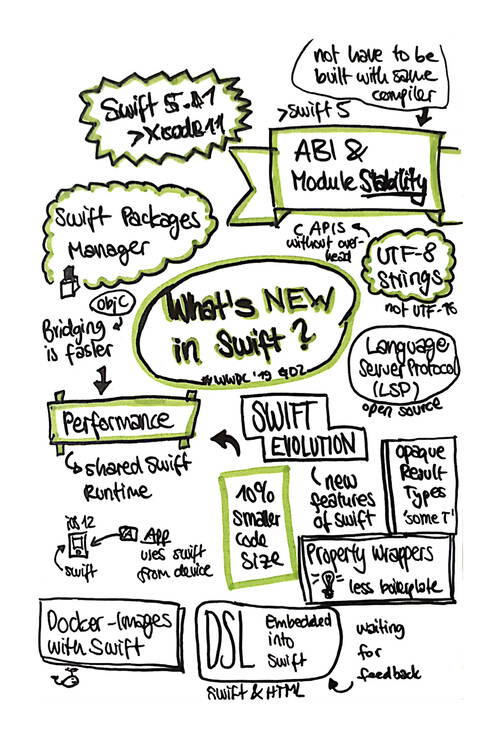 not have to be
built with same
compiler
Swift 5.1
>Xcode11
>Swift 5
ABI &
Module Stability
Swift Packages
Manager
C APIS
without over-
head
UTF-8
Strings
not UTF-16
objC
Bridging
is faster
What's NEW
in Swift?
#WWDC'19 402
Language
Server Protocol
(LSP)
open source
Performance
shared Swift
Runtime
SWIFT
EVOLUTION
new
features
of Swift
opaque
Result
Types
'some T'
10%
smaller
code
size
iOS 12
swift
App
uses swift
from device
Property Wrappers
less boilerplate
Docker-Images
with Swift
DSL
Embedded
into
Swift
Swift & HTML
waiting
for
feedback